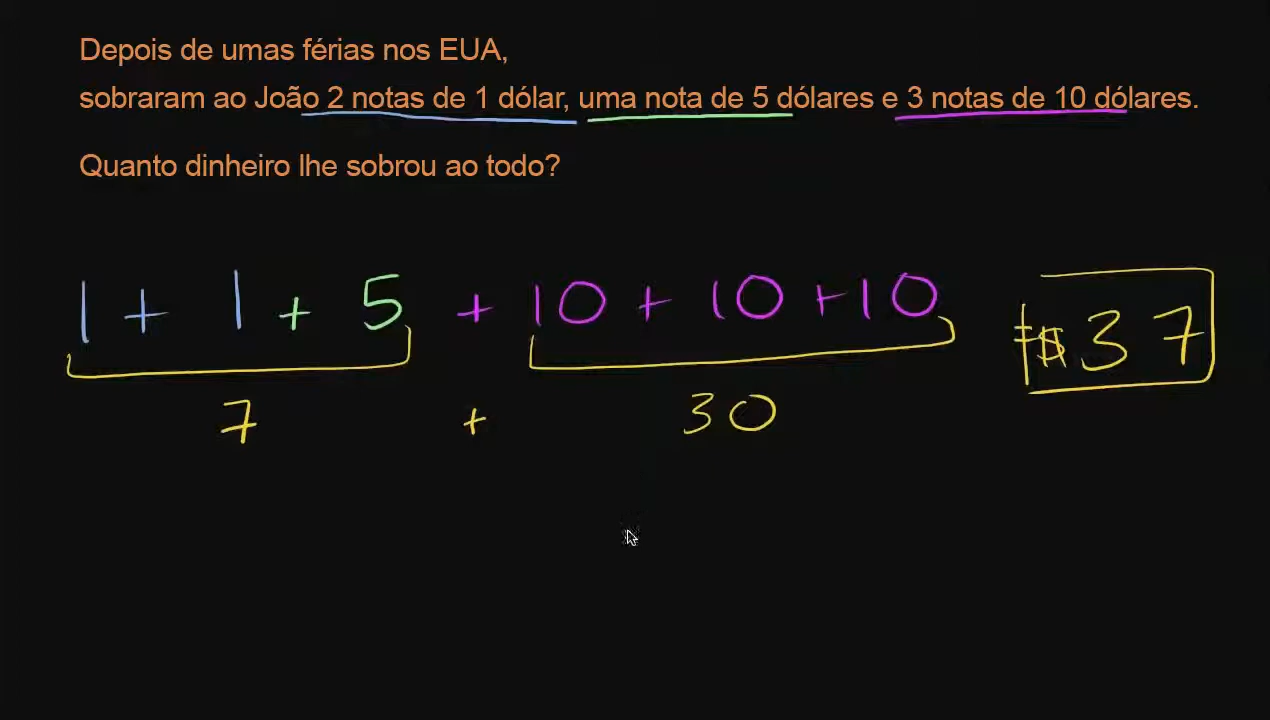 Depois de umas férias nos EUA,
sobraram ao João 2 notas de 1 dólar, uma nota de 5 dólares e 3 notas de 10 dólares.
Quanto dinheiro lhe sobrou ao todo?
1 + 1 + 5 + 10 + 10 + 10
7 + 30
$37